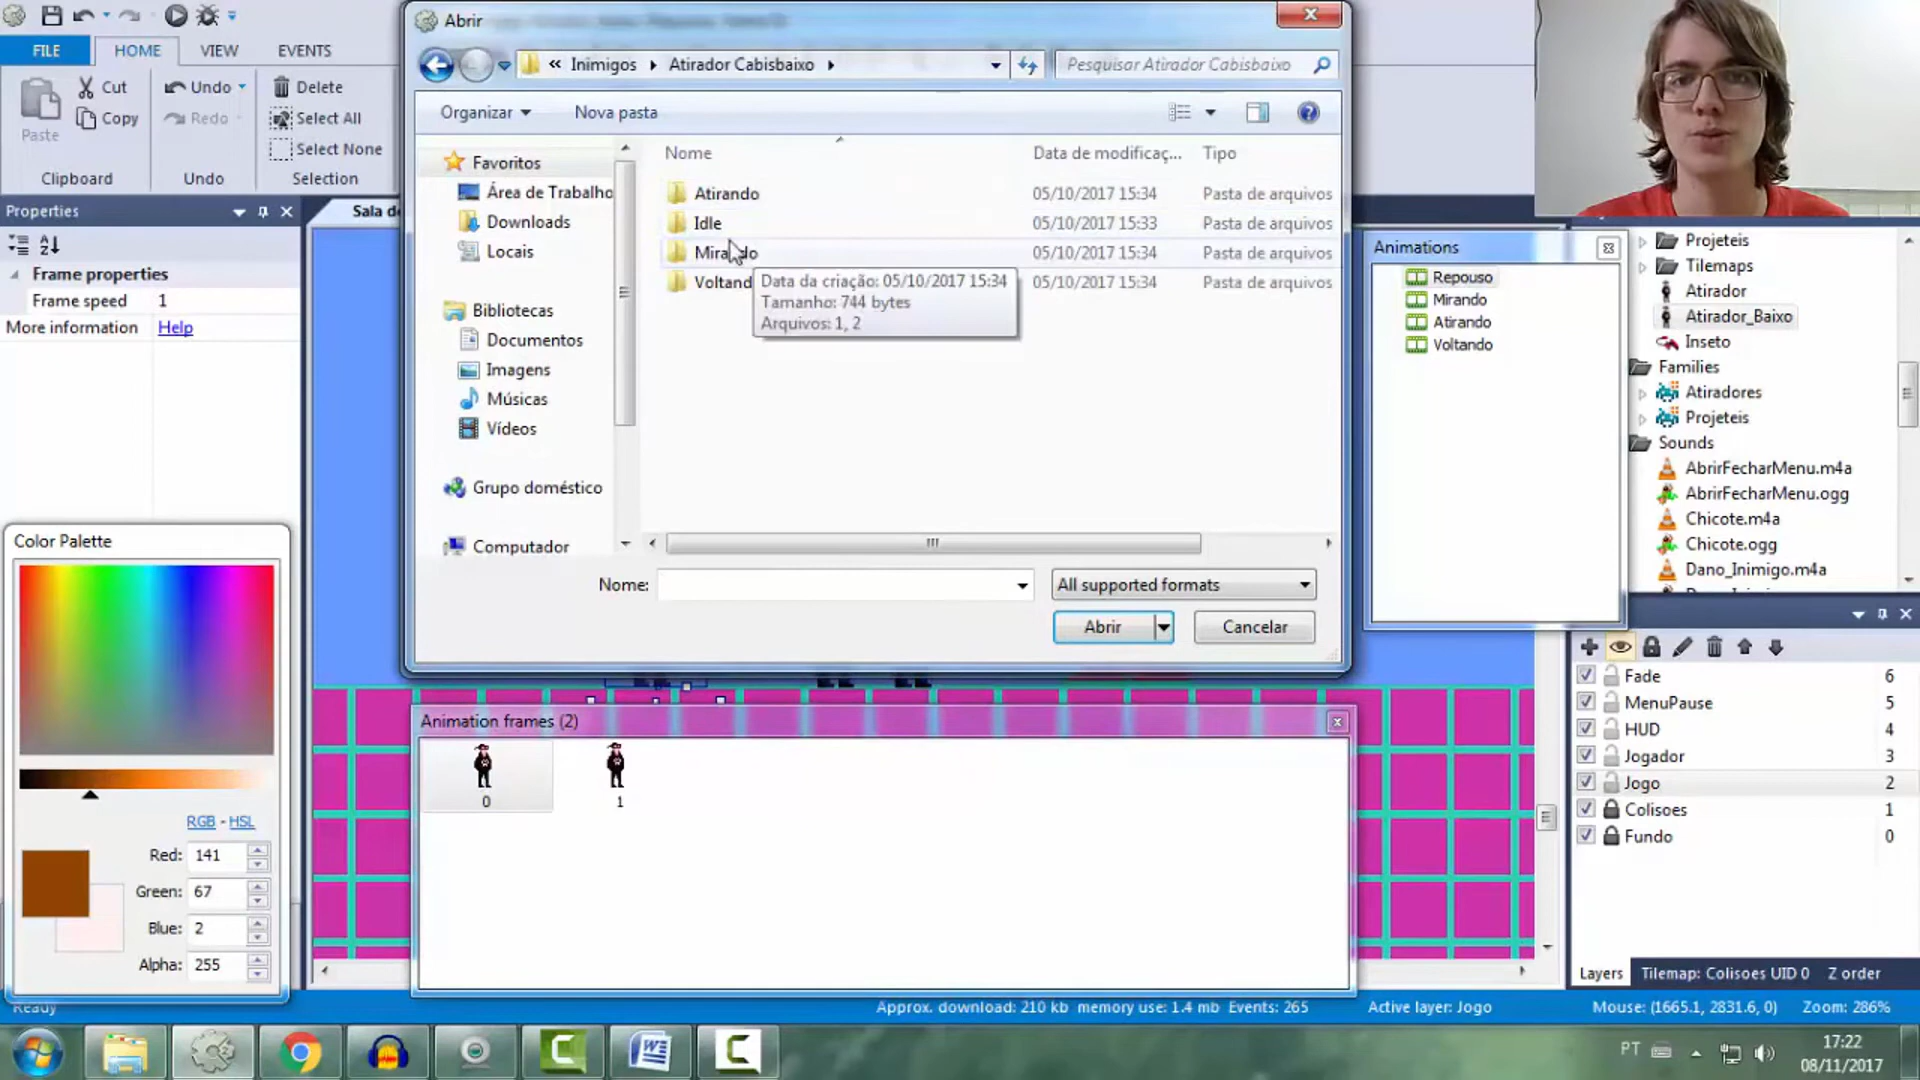 Abrir
FILE
HOME
VIEW
EVENTS
Cut
Copy
Paste
Clipboard
Undo
Redo
Undo
Delete
Select All
Select None
Selection
« Inimigos Atirador Cabisbaixo
Pesquisar Atirador Cabisbaixo
Organizar
Nova pasta
Favoritos
Área de Trabalho
Downloads
Locais
Bibliotecas
Documentos
Imagens
Músicas
Vídeos
Grupo doméstico
Computador
Nome
Data de modificaç...
Tipo
Atirando
05/10/2017 15:34
Pasta de arquivos
Idle
05/10/2017 15:33
Pasta de arquivos
05/10/2017 15:34
Pasta de arquivos
05/10/2017 15:34
Pasta de arquivos
Data da criação: 05/10/2017 15:34
Tamanho: 744 bytes
Arquivos: 1, 2
Nome:
All supported formats
Abrir
Cancelar
Properties
Frame properties
Frame speed 1
More information Help
Color Palette
RGB - HSL
Red: 141
Green: 67
Blue: 2
Alpha: 255
Animation frames (2)
0
1
Animations
Repouso
Mirando
Atirando
Voltando
Projeteis
Tilemaps
Atirador
Atirador_Baixo
Inseto
Families
Atiradores
Projeteis
Sounds
AbrirFecharMenu.m4a
AbrirFecharMenu.ogg
Chicote.m4a
Chicote.ogg
Dano_Inimigo.m4a
Fade 6
MenuPause 5
HUD 4
Jogador 3
Jogo 2
Colisoes 1
Fundo 0
Layers
Tilemap: Colisoes UID 0
Z order
Ready
Approx. download: 210 kb memory use: 1.4 mb Events: 265
Active layer: Jogo
Mouse: (1665.1, 2831.6, 0)
Zoom: 286%
PT
17:22
08/11/2017